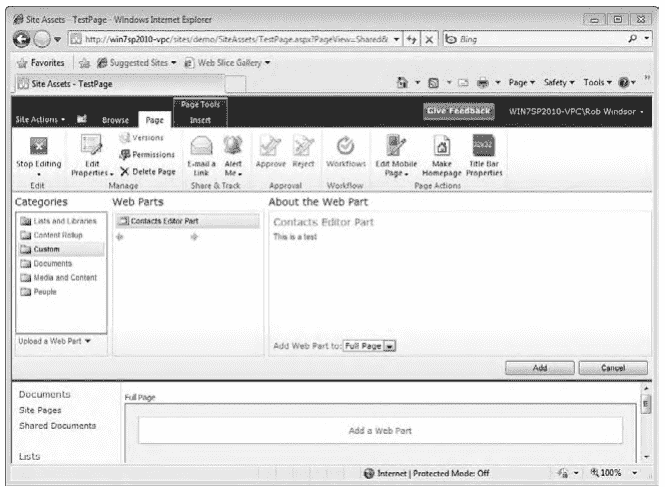 Site Assets - TestPage - Windows Internet Explorer
http://win7sp2010-vpc/sites/demo/SiteAssets/TestPage.aspx?PageView=Shared&
Bing
Favorites
Suggested Sites
Web Slice Gallery
Site Assets - TestPage
Page
Safety
Tools
Page Tools
Site Actions
Browse
Page
Insert
Give Feedback
WIN7SP2010-VPC\Rob Windsor
Stop Editing
Edit Properties
Versions
Permissions
Delete Page
E-mail a Link
Alert Me
Approve
Reject
Workflows
Edit Mobile Page
Make Homepage
Title Bar Properties
Edit
Manage
Share & Track
Approval
Workflow
Page Actions
Categories
Web Parts
About the Web Part
Lists and Libraries
Content Rollup
Custom
Documents
Media and Content
People
Contacts Editor Part
Contacts Editor Part
This is a test
Upload a Web Part
Add Web Part to: Full Page
Add
Cancel
Documents
Site Pages
Shared Documents
Lists
Full Page
Add a Web Part
Internet | Protected Mode: Off
100%